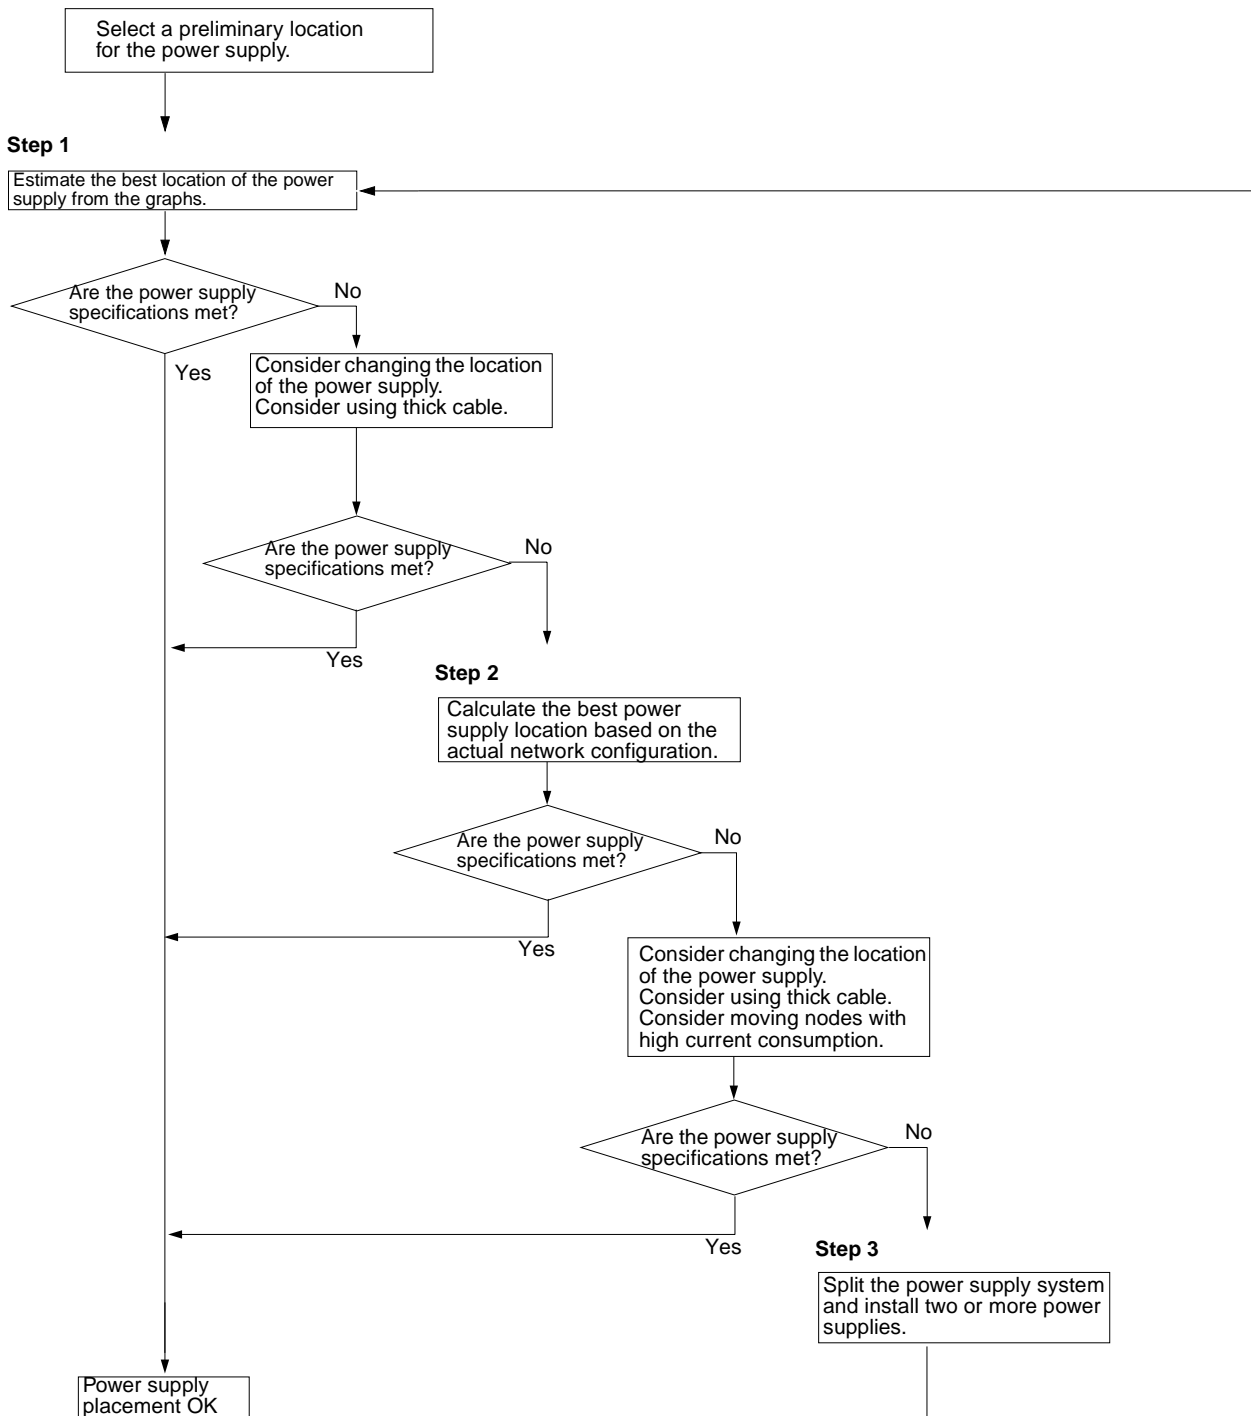 Select a preliminary location
for the power supply.
Step 1
Estimate the best location of the power
supply from the graphs.
Are the power supply
specifications met?
No
Yes
Consider changing the location
of the power supply.
Consider using thick cable.
Are the power supply
specifications met?
No
Yes
Step 2
Calculate the best power
supply location based on the
actual network configuration.
Are the power supply
specifications met?
No
Yes
Consider changing the location
of the power supply.
Consider using thick cable.
Consider moving nodes with
high current consumption.
Are the power supply
specifications met?
No
Yes
Step 3
Split the power supply system
and install two or more power
supplies.
Power supply
placement OK